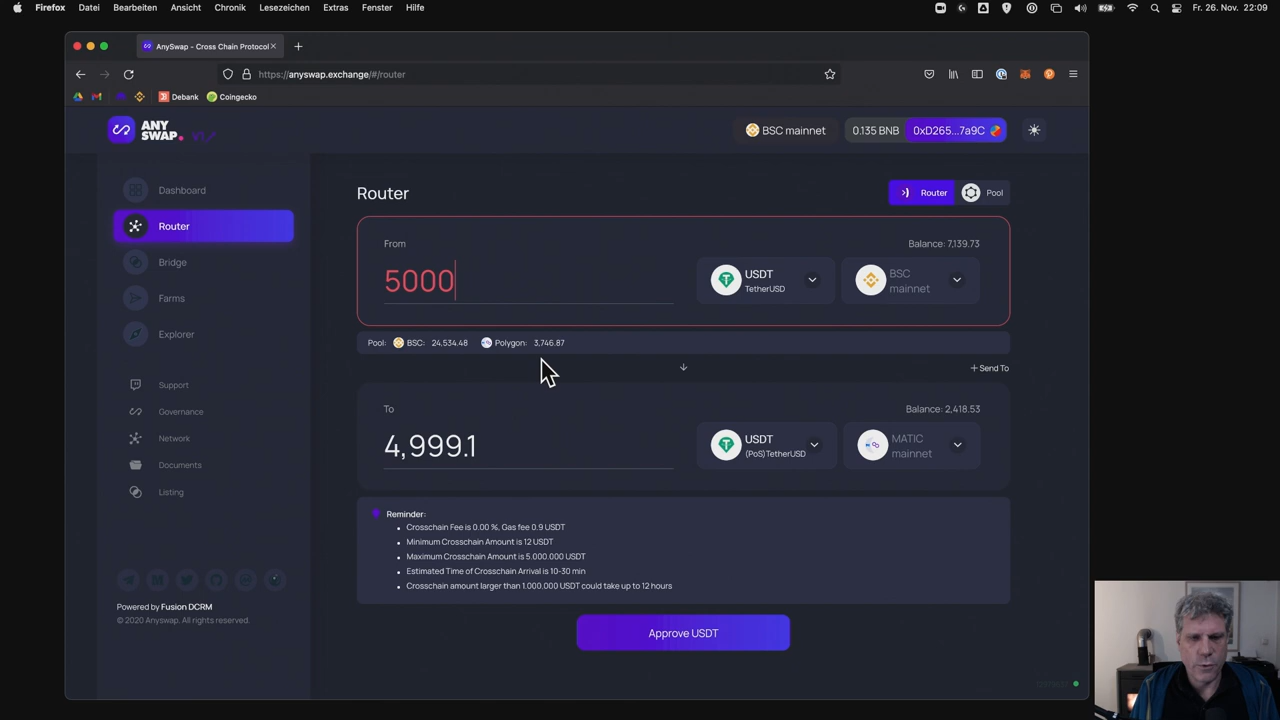 Firefox Datei Bearbeiten Ansicht Chronik Lesezeichen Extras Fenster Hilfe Fr. 26. Nov. 22:09
AnySwap - Cross Chain Protocol
https://anyswap.exchange/#/router
Debank Coingecko
ANY
SWAP.
BSC mainnet 0.135 BNB 0xD265...7a9C
Dashboard
Router
Bridge
Farms
Explorer
Support
Governance
Network
Documents
Listing
Powered by Fusion DCRM
© 2020 Anyswap. All rights reserved.
Router
Router Pool
From Balance: 7,139.73
5000
USDT
TetherUSD
BSC
mainnet
Pool: BSC: 24,534.48 Polygon: 3,746.87
+ Send To
To Balance: 2,418.53
4,999.1
USDT
(PoS)TetherUSD
MATIC
mainnet
Reminder:
• Crosschain Fee is 0.00 %, Gas fee 0.9 USDT
• Minimum Crosschain Amount is 12 USDT
• Maximum Crosschain Amount is 5.000.000 USDT
• Estimated Time of Crosschain Arrival is 10-30 min
• Crosschain amount larger than 1.000.000 USDT could take up to 12 hours
Approve USDT